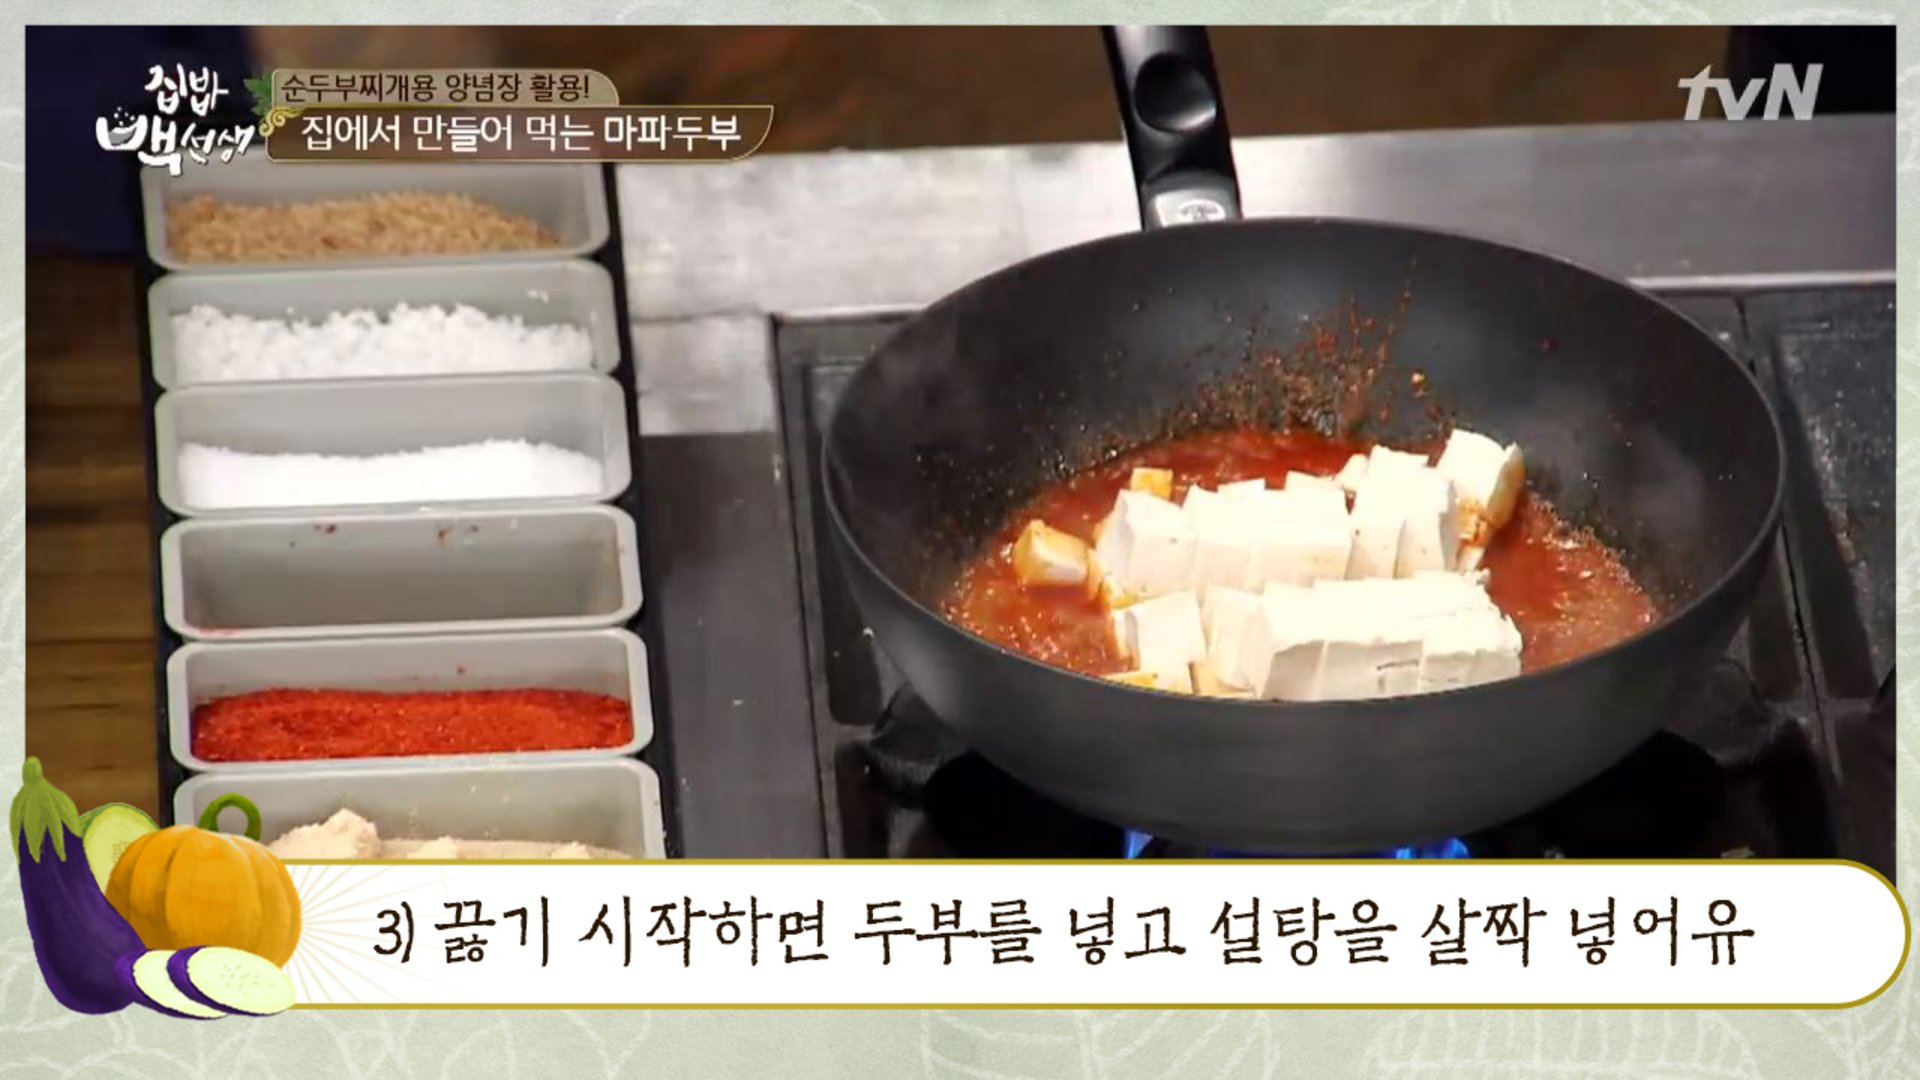 집밥
백선생
순두부찌개용 양념장 활용!
집에서 만들어 먹는 마파두부
tvN
3) 끓기 시작하면 두부를 넣고 설탕을 살짝 넣어유